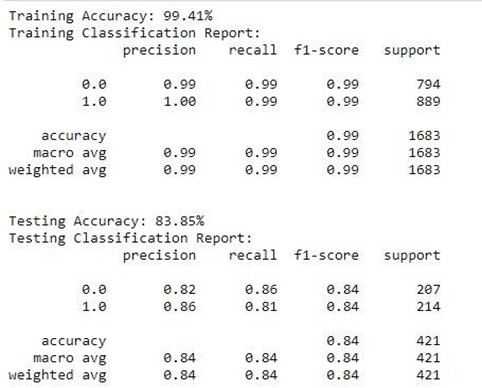 Training Accuracy: 99.41%
Training Classification Report:
precision recall f1-score support
0.0 0.99 0.99 0.99 794
1.0 1.00 0.99 0.99 889
accuracy 0.99 1683
macro avg 0.99 0.99 0.99 1683
weighted avg 0.99 0.99 0.99 1683
Testing Accuracy: 83.85%
Testing Classification Report:
precision recall f1-score support
0.0 0.82 0.86 0.84 207
1.0 0.86 0.81 0.84 214
accuracy 0.84 421
macro avg 0.84 0.84 0.84 421
weighted avg 0.84 0.84 0.84 421